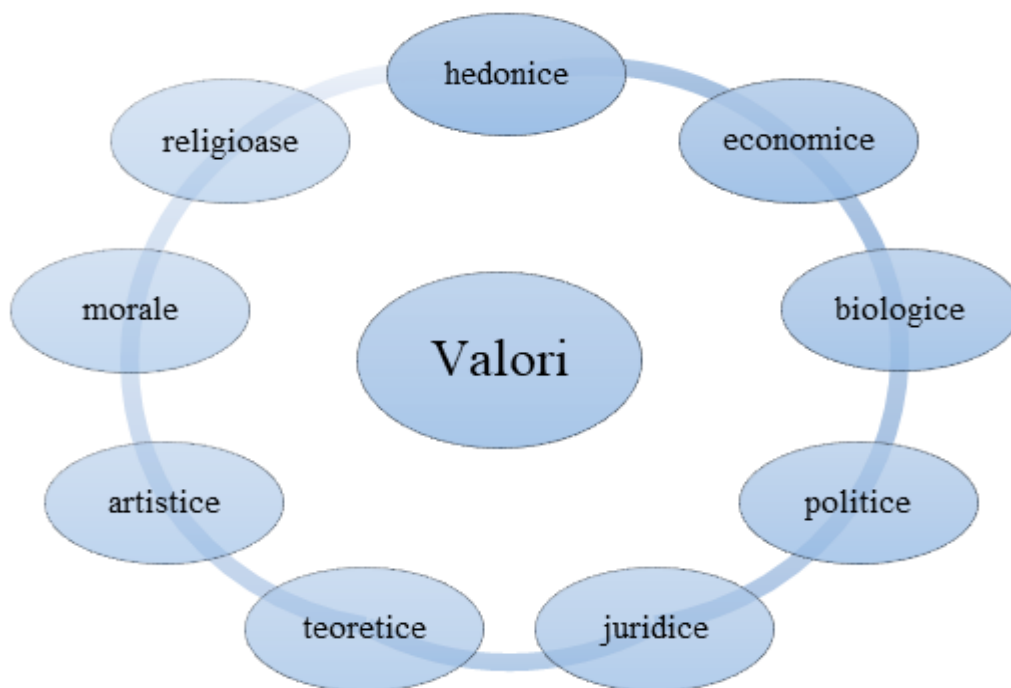 hedonice
economice
biologice
politice
juridice
teoretice
artistice
morale
religioase
Valori